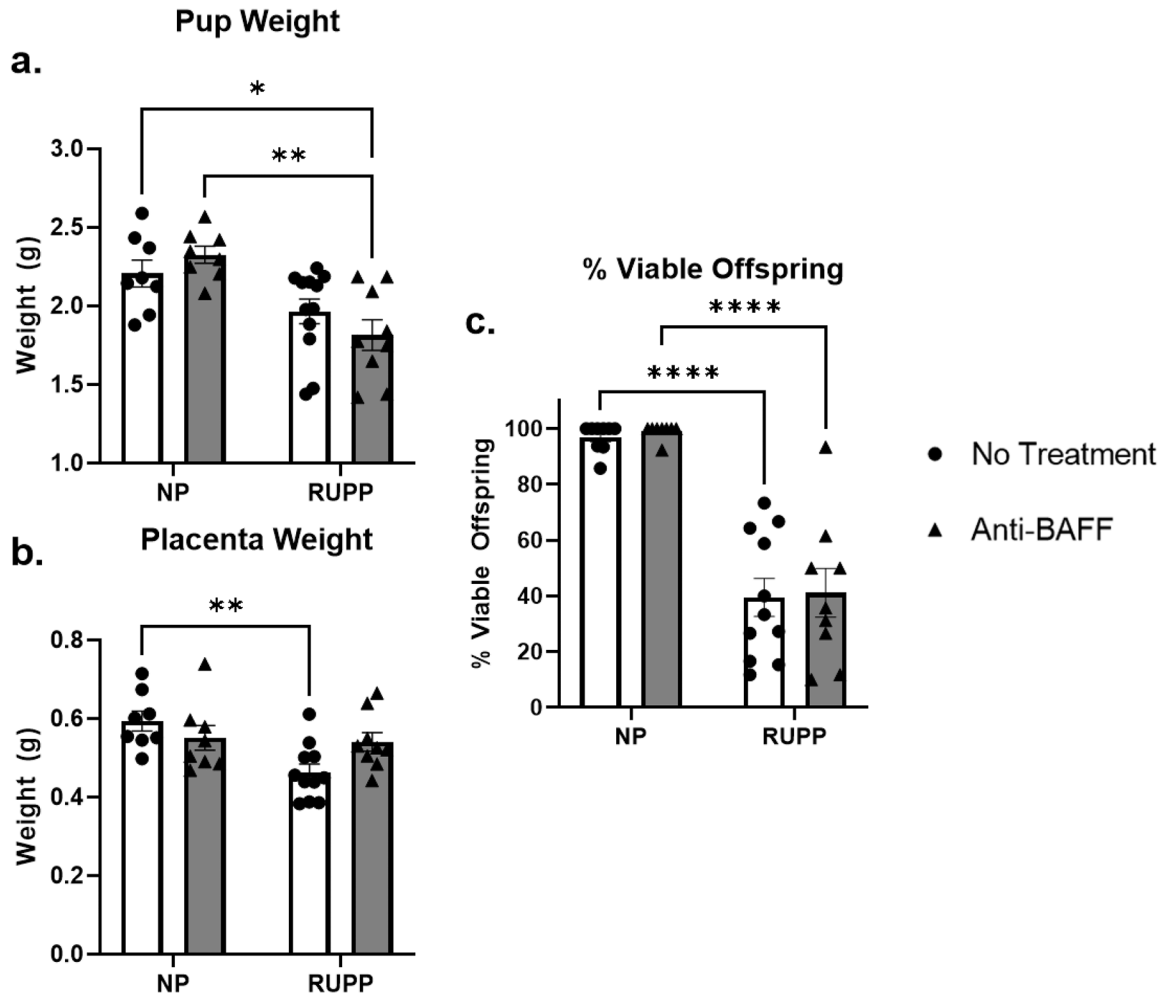 Pup Weight
a.
*
**
3.0
2.5
2.0
1.5
1.0
Weight (g)
NP RUPP
Placenta Weight
b.
**
0.8
0.6
0.4
0.2
0.0
Weight (g)
NP RUPP
% Viable Offspring
c.
****
****
100
80
60
40
20
0
% Viable Offspring
NP RUPP
No Treatment
Anti-BAFF